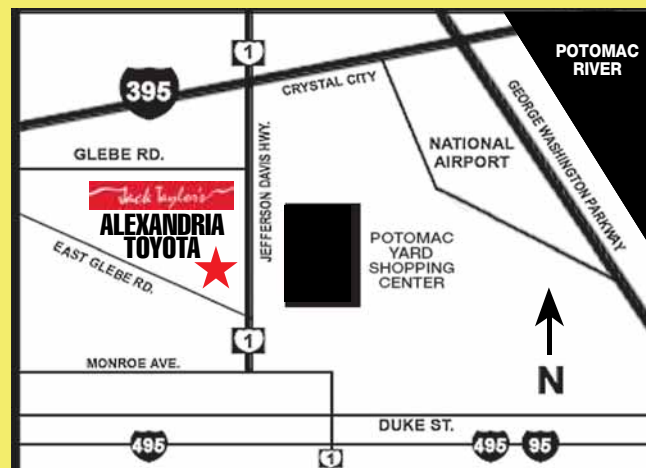 1
POTOMAC
RIVER
395
CRYSTAL CITY
GEORGE WASHINGTON PARKWAY
JEFFERSON DAVIS HWY.
NATIONAL
AIRPORT
GLEBE RD.
Jack Taylor's
ALEXANDRIA
TOYOTA
EAST GLEBE RD.
POTOMAC
YARD
SHOPPING
CENTER
1
MONROE AVE.
N
DUKE ST.
495
1
495
95